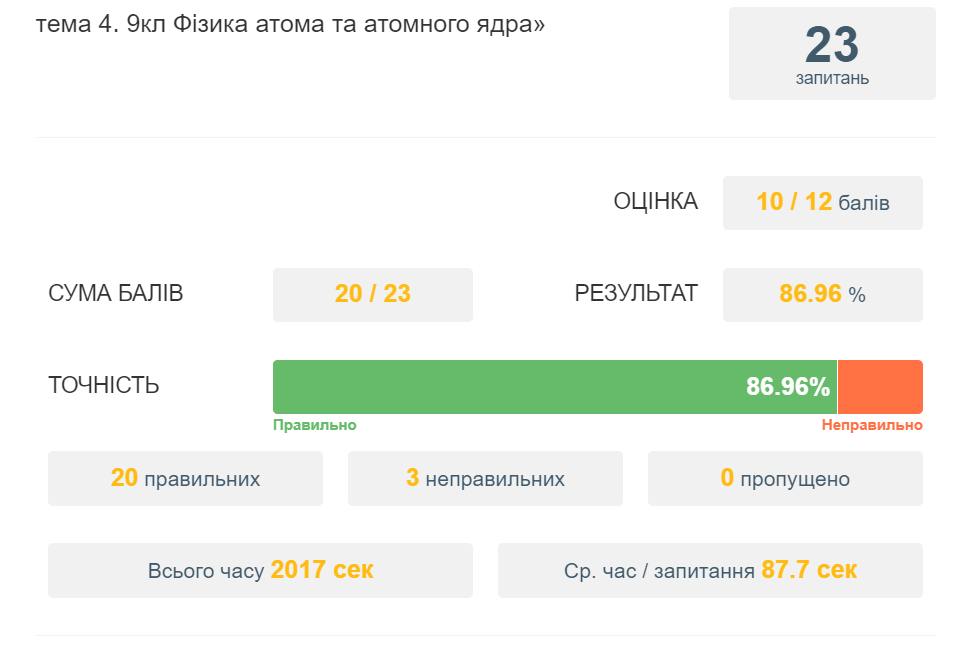 тема 4. 9кл Фізика атома та атомного ядра»
23
запитань
ОЦІНКА 10 / 12 балів
СУМА БАЛІВ 20 / 23 РЕЗУЛЬТАТ 86.96 %
ТОЧНІСТЬ 86.96%
Правильно Неправильно
20 правильних 3 неправильних 0 пропущено
Всього часу 2017 сек Ср. час / запитання 87.7 сек